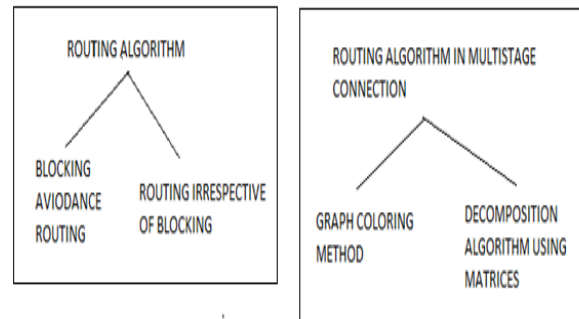 ROUTING ALGORITHM
BLOCKING
AVIODANCE
ROUTING
ROUTING IRRESPECTIVE
OF BLOCKING
ROUTING ALGORITHM IN MULTISTAGE
CONNECTION
GRAPH COLORING
METHOD
DECOMPOSITION
ALGORITHM USING
MATRICES